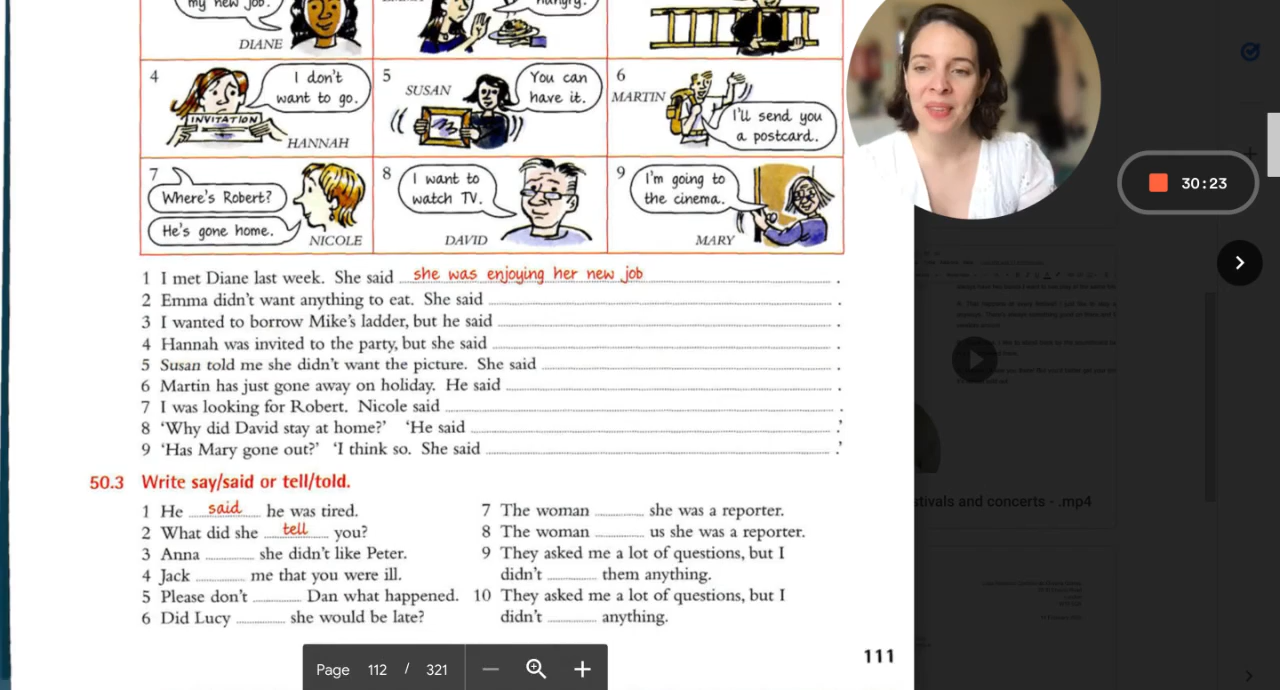 my new job.
hungry.
DIANE
4
I don't
want to go.
INVITATION
HANNAH
5
SUSAN
You can
have it.
6
MARTIN
I'll send you
a postcard.
7
Where's Robert?
He's gone home.
NICOLE
8
I want to
watch TV.
DAVID
9
I'm going to
the cinema.
MARY
1 I met Diane last week. She said she was enjoying her new job .
2 Emma didn't want anything to eat. She said .
3 I wanted to borrow Mike's ladder, but he said .
4 Hannah was invited to the party, but she said .
5 Susan told me she didn't want the picture. She said .
6 Martin has just gone away on holiday. He said .
7 I was looking for Robert. Nicole said .
8 ‘Why did David stay at home?’ ‘He said .’
9 ‘Has Mary gone out?’ ‘I think so. She said .’
50.3 Write say/said or tell/told.
1 He said he was tired.
2 What did she tell you?
3 Anna she didn't like Peter.
4 Jack me that you were ill.
5 Please don't Dan what happened.
6 Did Lucy she would be late?
7 The woman she was a reporter.
8 The woman us she was a reporter.
9 They asked me a lot of questions, but I
didn't them anything.
10 They asked me a lot of questions, but I
didn't anything.
111
Page 112 / 321
30:23
stivals and concerts - .mp4